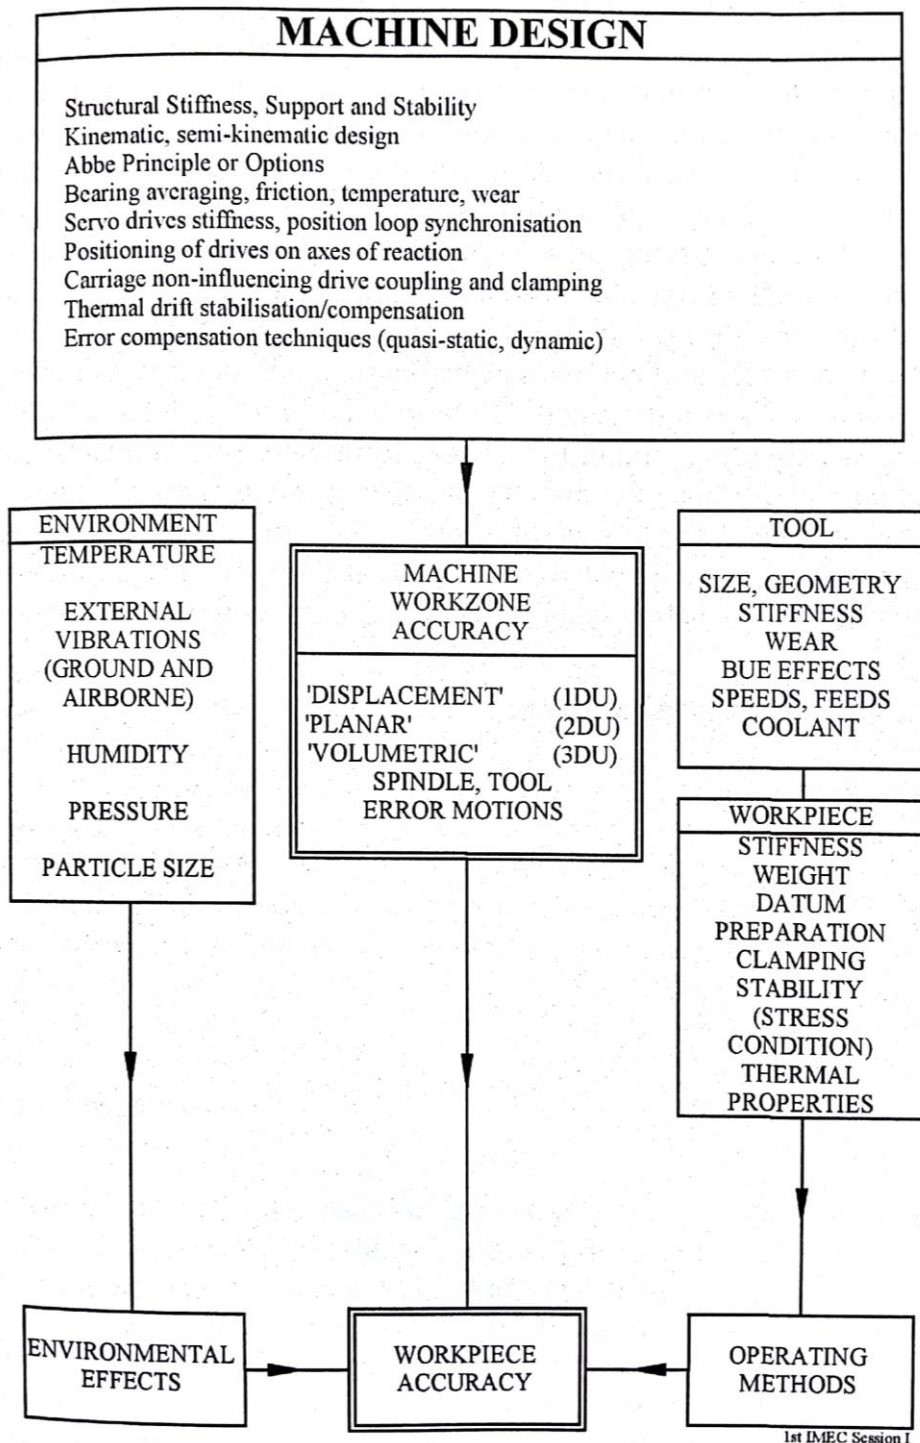 MACHINE DESIGN
Structural Stiffness, Support and Stability
Kinematic, semi-kinematic design
Abbe Principle or Options
Bearing averaging, friction, temperature, wear
Servo drives stiffness, position loop synchronisation
Positioning of drives on axes of reaction
Carriage non-influencing drive coupling and clamping
Thermal drift stabilisation/compensation
Error compensation techniques (quasi-static, dynamic)
ENVIRONMENT
TEMPERATURE
EXTERNAL
VIBRATIONS
(GROUND AND
AIRBORNE)
HUMIDITY
PRESSURE
PARTICLE SIZE
MACHINE
WORKZONE
ACCURACY
'DISPLACEMENT' (1DU)
'PLANAR' (2DU)
'VOLUMETRIC' (3DU)
SPINDLE, TOOL
ERROR MOTIONS
TOOL
SIZE, GEOMETRY
STIFFNESS
WEAR
BUE EFFECTS
SPEEDS, FEEDS
COOLANT
WORKPIECE
STIFFNESS
WEIGHT
DATUM
PREPARATION
CLAMPING
STABILITY
(STRESS
CONDITION)
THERMAL
PROPERTIES
ENVIRONMENTAL
EFFECTS
WORKPIECE
ACCURACY
OPERATING
METHODS
1st IMEC Session I